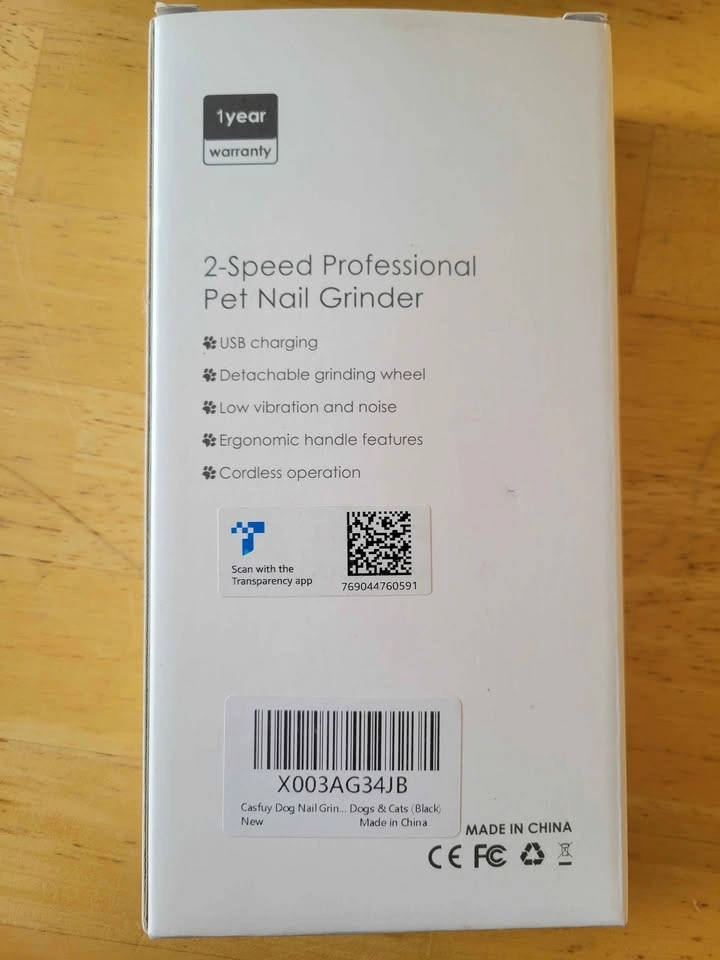 1year
warranty
2-Speed Professional
Pet Nail Grinder
USB charging
Detachable grinding wheel
Low vibration and noise
Ergonomic handle features
Cordless operation
Scan with the
Transparency app
769044760591
X003AG34JB
Casfuy Dog Nail Grin... Dogs & Cats (Black)
New Made in China
MADE IN CHINA
CE FC